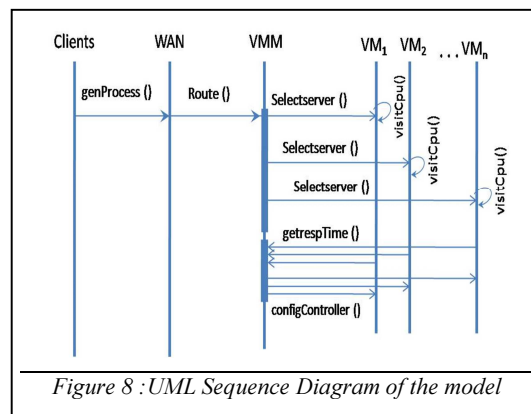 Clients WAN VMM VM1 VM2 ... VMn
genProcess () Route () Selectserver () visitCpu()
Selectserver () visitCpu()
Selectserver () visitCpu()
getrespTime ()
configController ()
Figure 8 :UML Sequence Diagram of the model